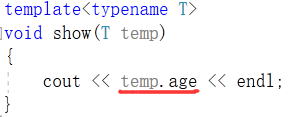 template<typename T>
void show(T temp)
{
    cout << temp.age << endl;
}